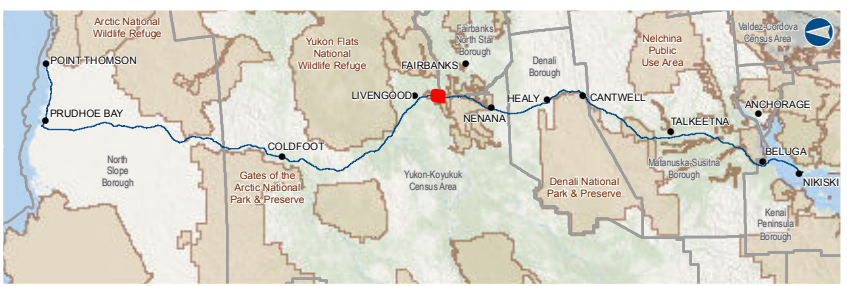 Arctic National
Wildlife Refuge
POINT THOMSON
PRUDHOE BAY
North
Slope
Borough
COLDFOOT
Gates of the
Arctic National
Park & Preserve
Yukon Flats
National
Wildlife Refuge
Fairbanks
North Star
Borough
FAIRBANKS
LIVENGOOD
NENANA
Yukon-Koyukuk
Census Area
Denali
Borough
HEALY
CANTWELL
Denali National
Park & Preserve
Nelchina
Public
Use Area
TALKEETNA
Matanuska-Susitna
Borough
Valdez-Cordova
Census Area
ANCHORAGE
BELUGA
NIKISKI
Kenai
Peninsula
Borough